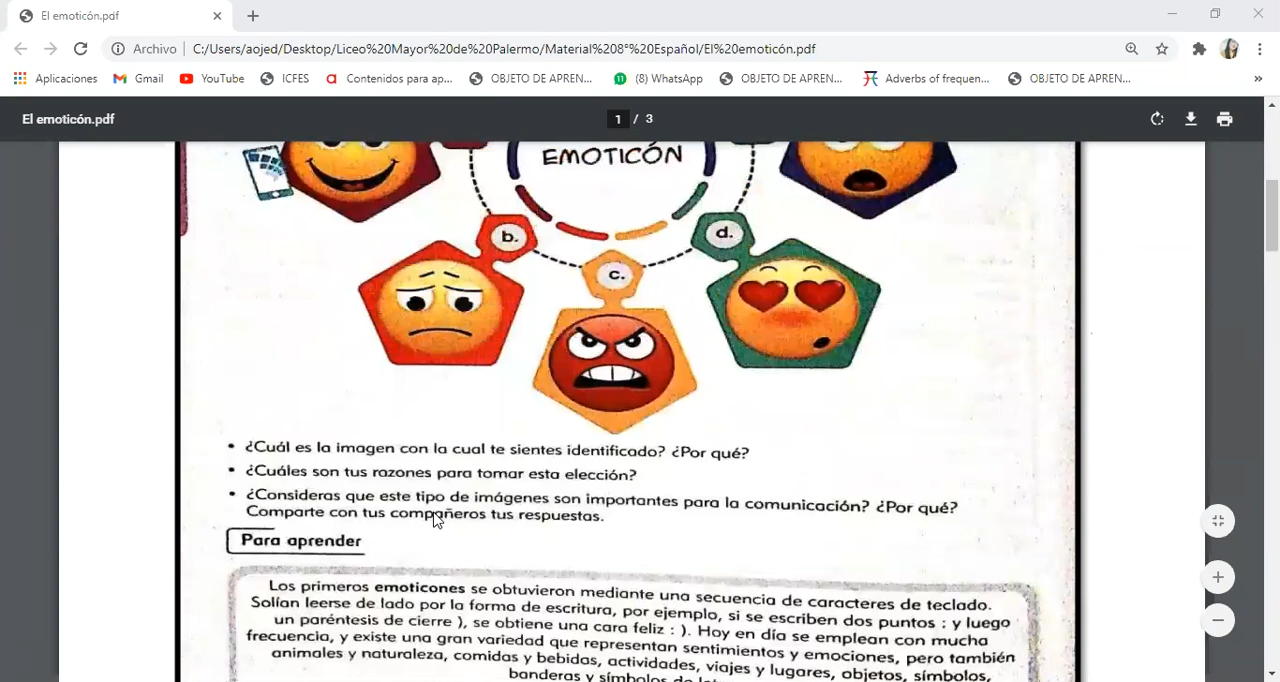 El emoticón.pdf
Archivo C:/Users/aojed/Desktop/Liceo%20Mayor%20de%20Palermo/Material%208°%20Español/El%20emoticón.pdf
Aplicaciones Gmail YouTube ICFES Contenidos para ap... OBJETO DE APREN... (8) WhatsApp OBJETO DE APREN... Adverbs of frequen... OBJETO DE APREN...
El emoticón.pdf 1 / 3
EMOTICÓN
b.
d.
c.
• ¿Cuál es la imagen con la cual te sientes identificado? ¿Por qué?
• ¿Cuáles son tus razones para tomar esta elección?
• ¿Consideras que este tipo de imágenes son importantes para la comunicación? ¿Por qué?
Comparte con tus compañeros tus respuestas.
Para aprender
Los primeros emoticones se obtuvieron mediante una secuencia de caracteres de teclado.
Solían leerse de lado por la forma de escritura, por ejemplo, si se escriben dos puntos : y luego
un paréntesis de cierre ), se obtiene una cara feliz : ). Hoy en día se emplean con mucha
frecuencia, y existe una gran variedad que representan sentimientos y emociones, pero también
animales y naturaleza, comidas y bebidas, actividades, viajes y lugares, objetos, símbolos,
banderas y símbolos de